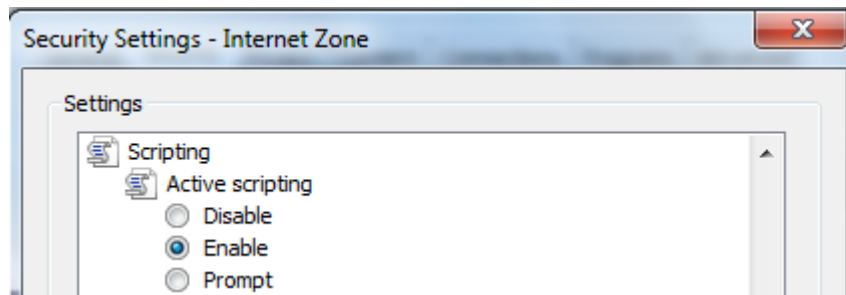 Security Settings - Internet Zone
Settings
Scripting
Active scripting
Disable
Enable
Prompt